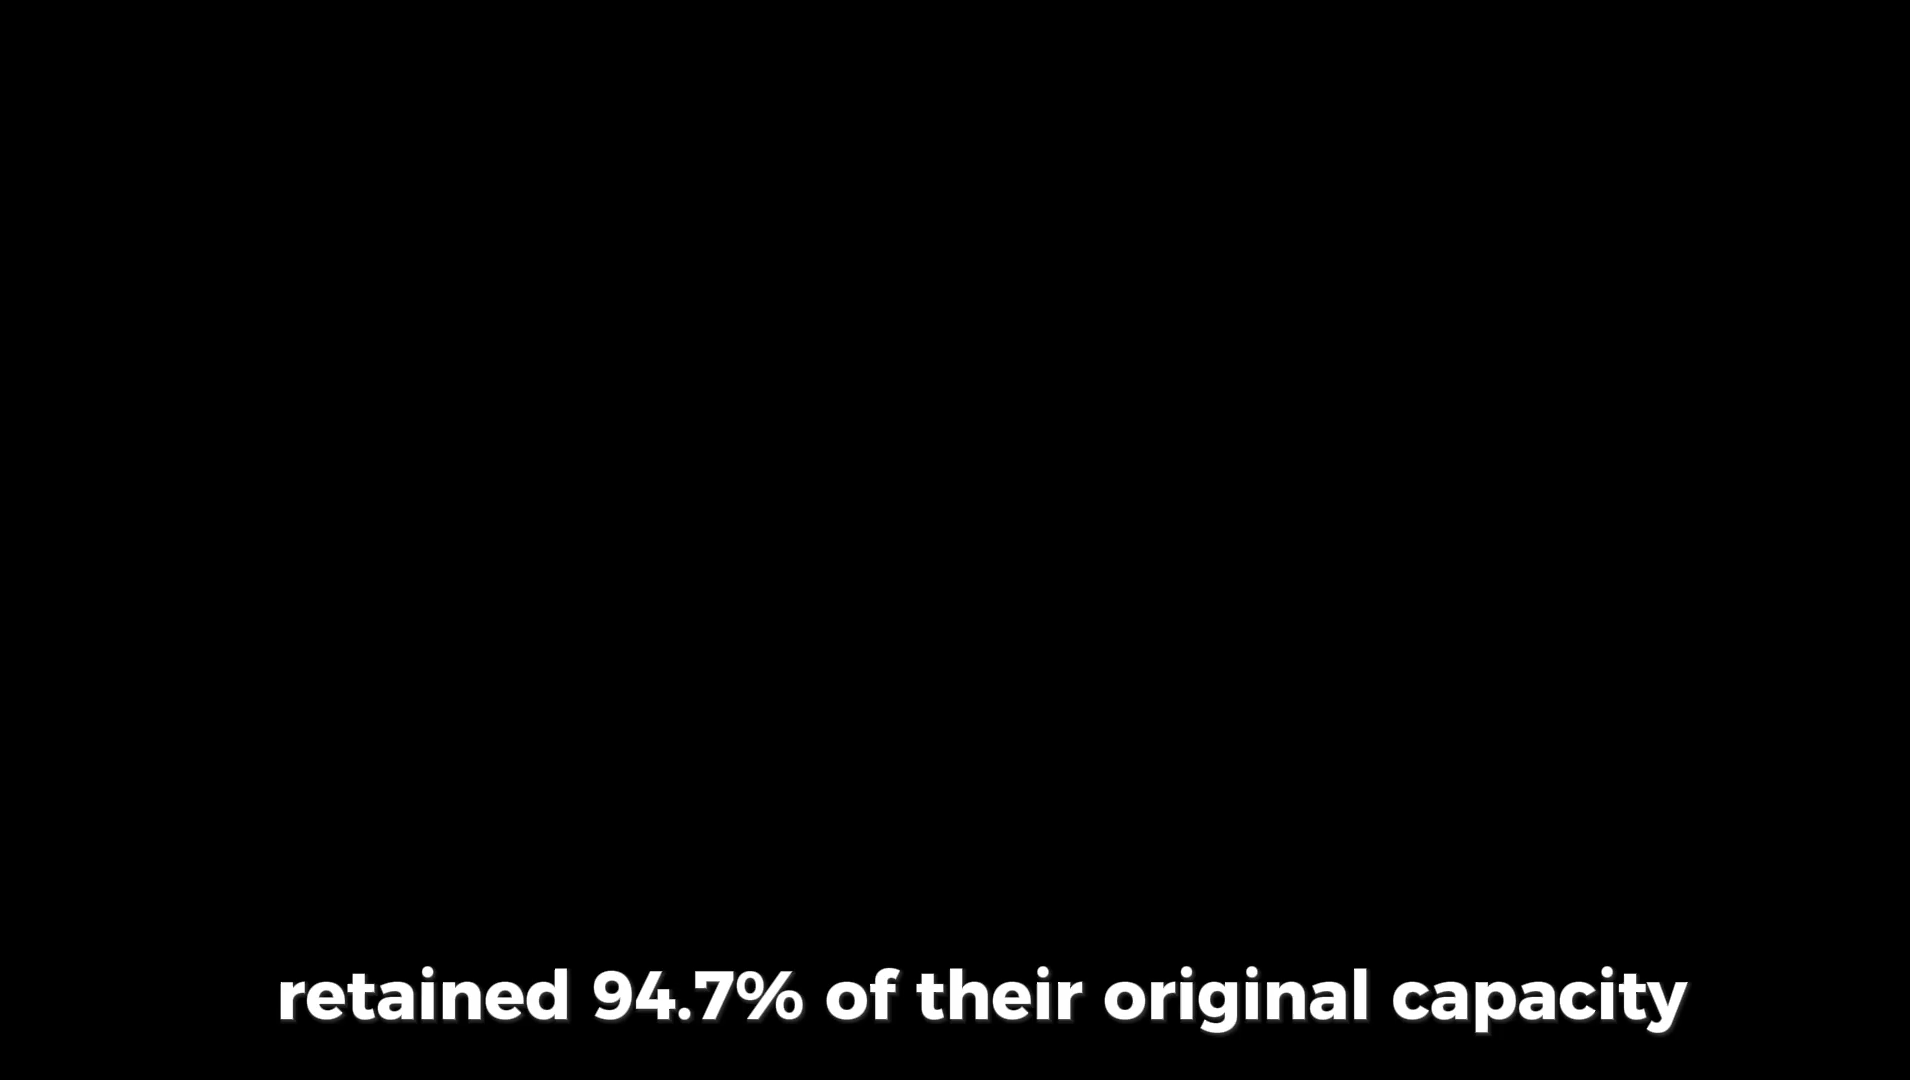 retained 94.7% of their original capacity